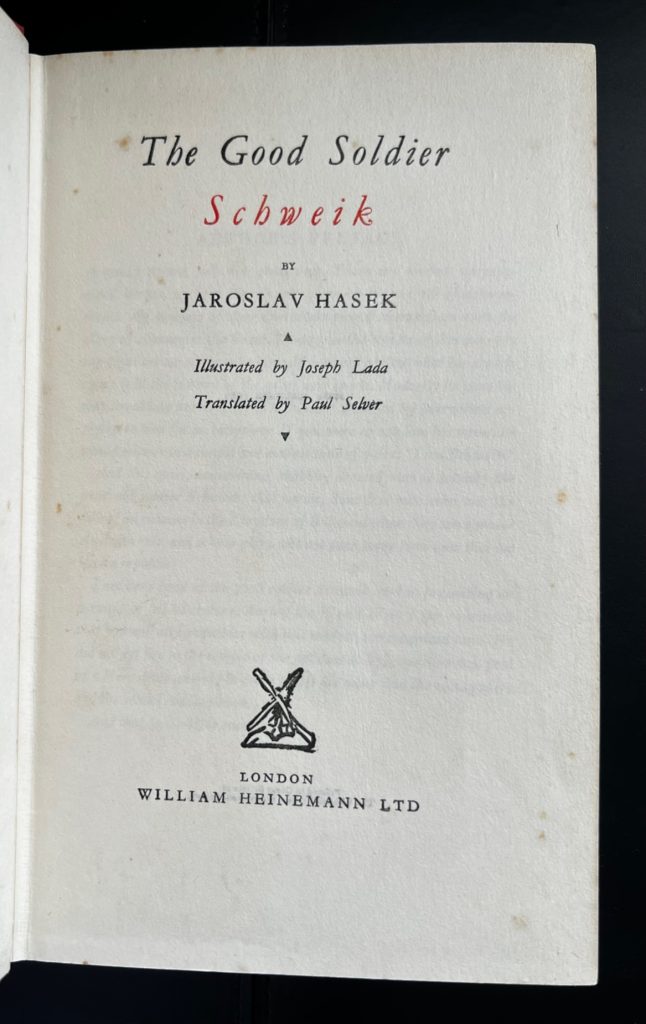 The Good Soldier
Schweik
BY
JAROSLAV HASEK
Illustrated by Joseph Lada
Translated by Paul Selver
LONDON
WILLIAM HEINEMANN LTD